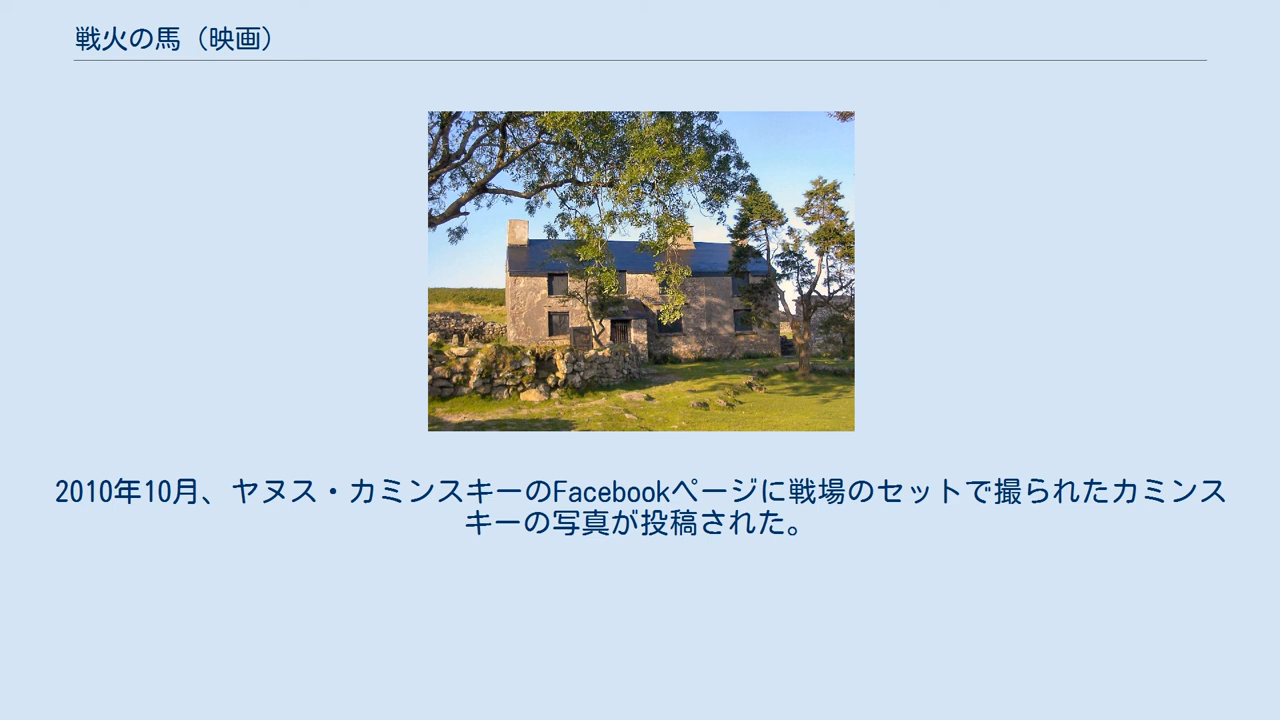 戦火の馬（映画）
2010年10月、ヤヌス・カミンスキーのFacebookページに戦場のセットで撮られたカミンス
キーの写真が投稿された。